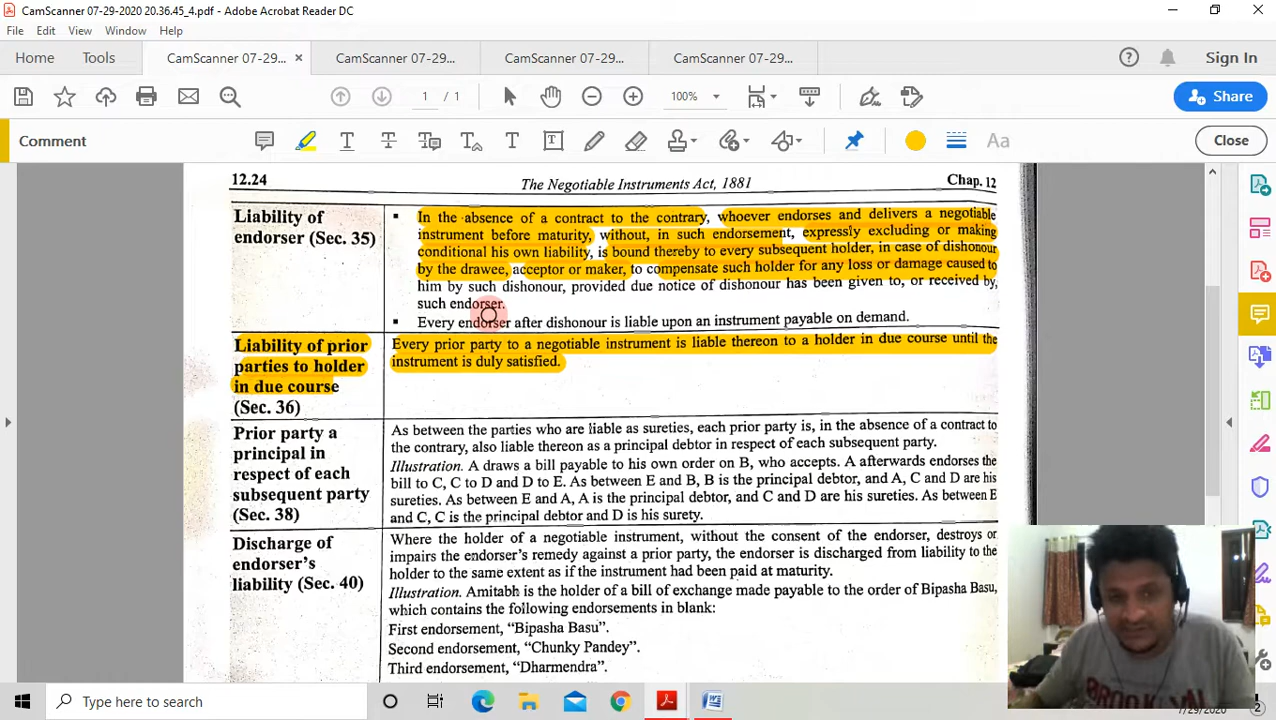 CamScanner 07-29-2020 20.36.45_4.pdf - Adobe Acrobat Reader DC
File Edit View Window Help
Home Tools CamScanner 07-29... × CamScanner 07-29... CamScanner 07-29... CamScanner 07-29... Sign In
1 / 1 100% Share
Comment Aa Close
12.24 The Negotiable Instruments Act, 1881 Chap. 12
Liability of
endorser (Sec. 35)
▪ In the absence of a contract to the contrary, whoever endorses and delivers a negotiable
instrument before maturity, without, in such endorsement, expressly excluding or making
conditional his own liability, is bound thereby to every subsequent holder, in case of dishonour
by the drawee, acceptor or maker, to compensate such holder for any loss or damage caused to
him by such dishonour, provided due notice of dishonour has been given to, or received by,
such endorser.
▪ Every endorser after dishonour is liable upon an instrument payable on demand.
Liability of prior
parties to holder
in due course
(Sec. 36)
Every prior party to a negotiable instrument is liable thereon to a holder in due course until the
instrument is duly satisfied.
Prior party a
principal in
respect of each
subsequent party
(Sec. 38)
As between the parties who are liable as sureties, each prior party is, in the absence of a contract to
the contrary, also liable thereon as a principal debtor in respect of each subsequent party.
Illustration. A draws a bill payable to his own order on B, who accepts. A afterwards endorses the
bill to C, C to D and D to E. As between E and B, B is the principal debtor, and A, C and D are his
sureties. As between E and A, A is the principal debtor, and C and D are his sureties. As between E
and C, C is the principal debtor and D is his surety.
Discharge of
endorser's
liability (Sec. 40)
Where the holder of a negotiable instrument, without the consent of the endorser, destroys or
impairs the endorser's remedy against a prior party, the endorser is discharged from liability to the
holder to the same extent as if the instrument had been paid at maturity.
Illustration. Amitabh is the holder of a bill of exchange made payable to the order of Bipasha Basu,
which contains the following endorsements in blank:
First endorsement, "Bipasha Basu".
Second endorsement, "Chunky Pandey".
Third endorsement, "Dharmendra".
BROOK
Type here to search
7/29/2020 2